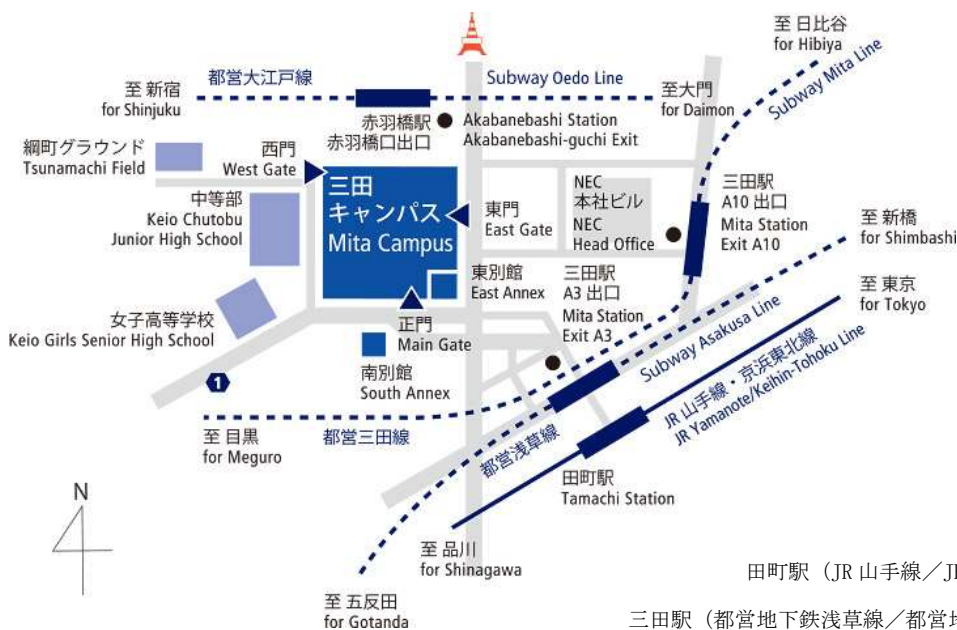 至 日比谷
for Hibiya
Subway Mita Line
都営大江戸線
Subway Oedo Line
至 新宿
for Shinjuku
至大門
for Daimon
赤羽橋駅
赤羽橋口出口
Akabanebashi Station
Akabanebashi-guchi Exit
綱町グラウンド
Tsunamachi Field
西門
West Gate
三田
キャンパス
Mita Campus
中等部
Keio Chutobu
Junior High School
東門
East Gate
NEC
本社ビル
NEC
Head Office
三田駅
A10 出口
Mita Station
Exit A10
至 新橋
for Shimbashi
東別館
East Annex
三田駅
A3 出口
Mita Station
Exit A3
至 東京
for Tokyo
女子高等学校
Keio Girls Senior High School
正門
Main Gate
Subway Asakusa Line
南別館
South Annex
JR 山手線・京浜東北線
JR Yamanote/Keihin-Tohoku Line
1
至 目黒
for Meguro
都営三田線
都営浅草線
田町駅
Tamachi Station
N
至 品川
for Shinagawa
至 五反田
for Gotanda
田町駅（JR 山手線／JR
三田駅（都営地下鉄浅草線／都営地